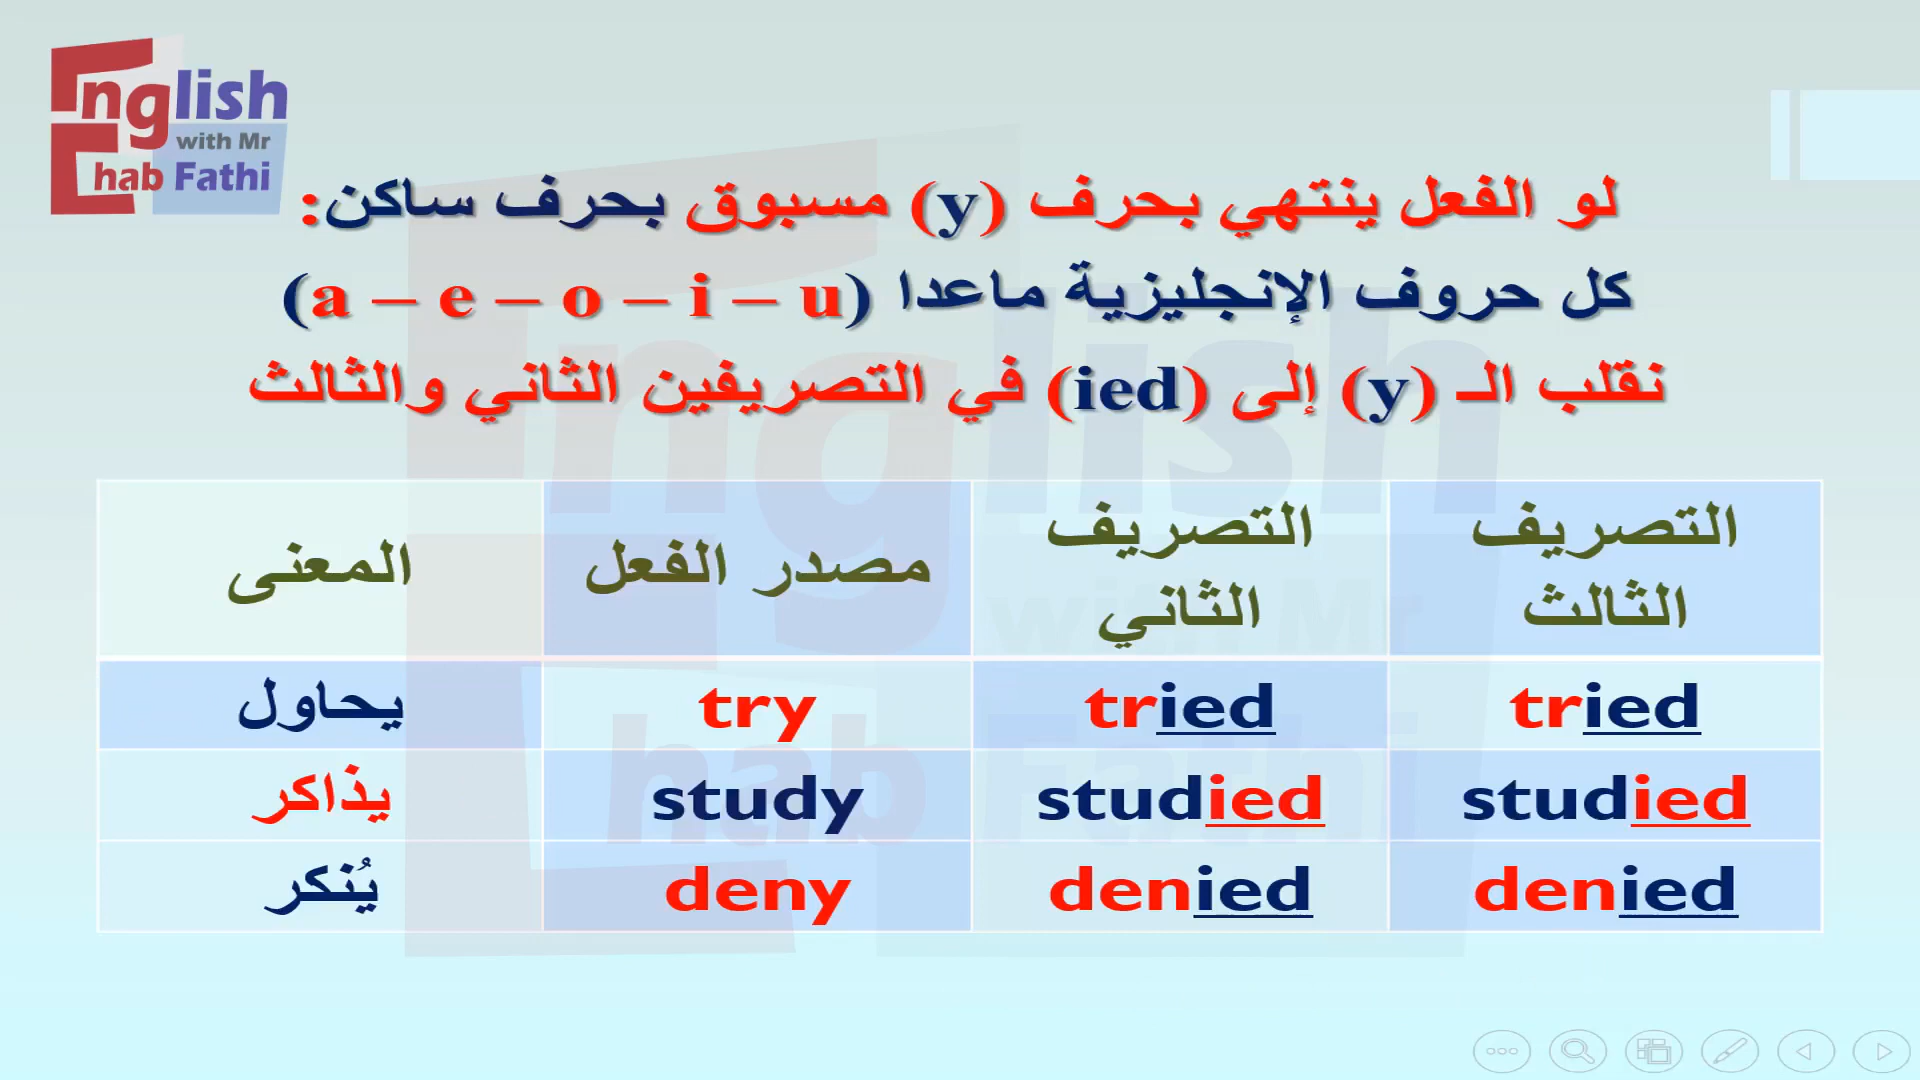 English
with Mr
Ehab Fathi
لو الفعل ينتهي بحرف (y) مسبوق بحرف ساكن:
كل حروف الإنجليزية ماعدا (a – e – o – i – u)
نقلب الـ (y) إلى (ied) في التصريفين الثاني والثالث
المعنى مصدر الفعل التصريف الثاني التصريف الثالث
يحاول try tried tried
يذاكر study studied studied
يُنكر deny denied denied